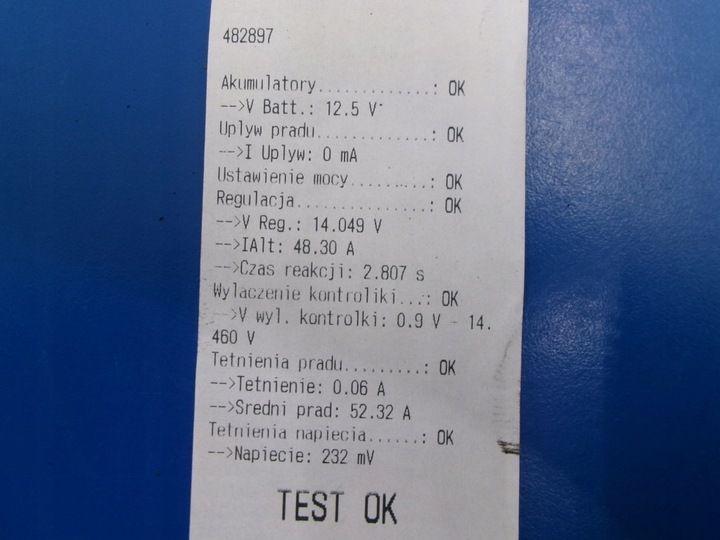 482897
Akumulatory.............: OK
-->V Batt.: 12.5 V
Uplyw pradu.............: OK
-->I Uplyw: 0 mA
Ustawienie mocy.........: OK
Regulacja...............: OK
-->V Reg.: 14.049 V
-->IAlt: 48.30 A
-->Czas reakcji: 2.807 s
Wylaczenie kontroliki...: OK
-->V wyl. kontrolki: 0.9 V - 14.
460 V
Tetnienia pradu.........: OK
-->Tetnienie: 0.06 A
-->Sredni prad: 52.32 A
Tetnienia napiecia......: OK
-->Napiecie: 232 mV
TEST OK